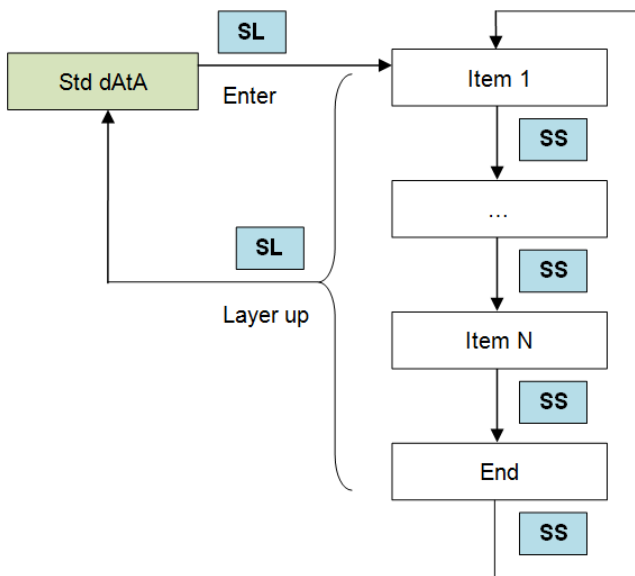 SL
Std dAtA
Enter
Item 1
SS
...
SL
SS
Layer up
Item N
SS
End
SS